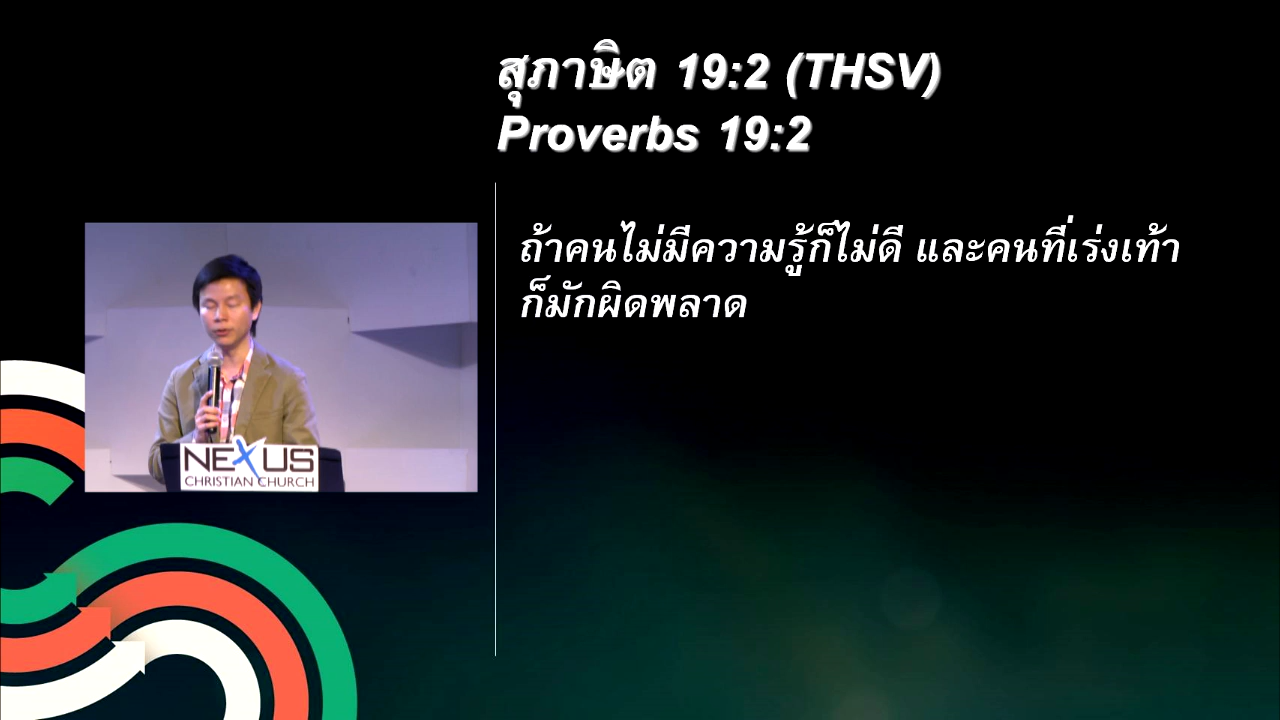 สุภาษิต 19:2 (THSV)
Proverbs 19:2
ถ้าคนไม่มีความรู้ก็ไม่ดี และคนที่เร่งเท้า
ก็มักผิดพลาด
NEXUS
CHRISTIAN CHURCH